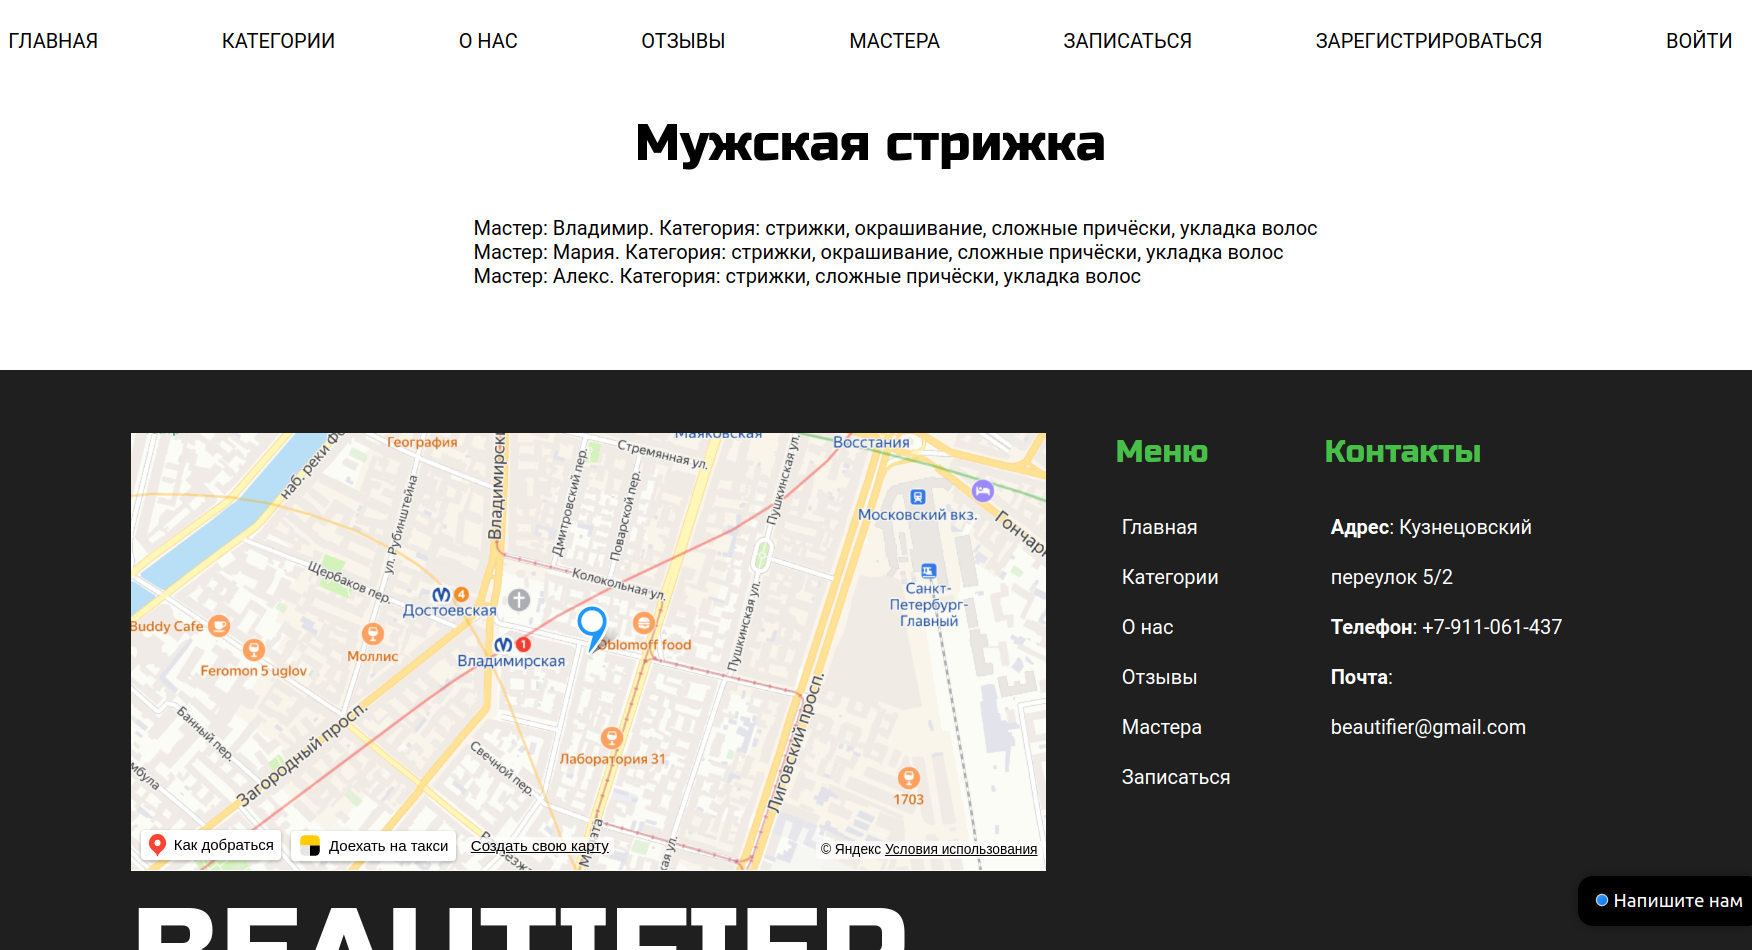 ГЛАВНАЯ КАТЕГОРИИ О НАС ОТЗЫВЫ МАСТЕРА ЗАПИСАТЬСЯ ЗАРЕГИСТРИРОВАТЬСЯ ВОЙТИ
Мужская стрижка
Мастер: Владимир. Категория: стрижки, окрашивание, сложные причёски, укладка волос
Мастер: Мария. Категория: стрижки, окрашивание, сложные причёски, укладка волос
Мастер: Алекс. Категория: стрижки, сложные причёски, укладка волос
География
наб. реки
Владимирск
Стремянная ул.
Маяковская
Восстания
Пушкинская ул.
Дмитровский пер.
Поварской пер.
ул. Рубинштейна
Московский вкз.
Гончарн
Щербаков пер.
Колокольная ул.
4
Достоевская
Санкт-
Петербург-
Главный
Buddy Cafe
Моллис
Feromon 5 uglov
1
Владимирская
Oblomoff food
Пушкинская ул.
Банный пер.
Загородный просп.
Свечной пер.
Лаборатория 31
Лиговский просп.
1703
Как добраться
Доехать на такси
Создать свою карту
© Яндекс Условия использования
Меню
Главная
Категории
О нас
Отзывы
Мастера
Записаться
Контакты
Адрес: Кузнецовский
переулок 5/2
Телефон: +7-911-061-437
Почта:
beautifier@gmail.com
BEAUTIFIER
Напишите нам